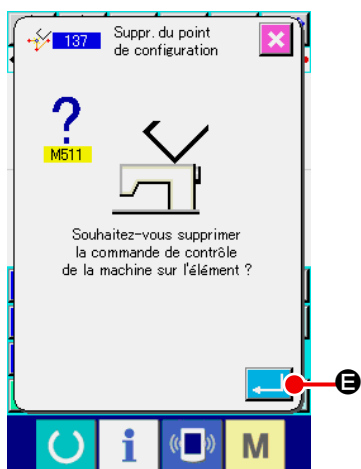 137 Suppr. du point
de configuration
?
M511
Souhaitez-vous supprimer
la commande de contrôle
de la machine sur l'élément ?
E
i M